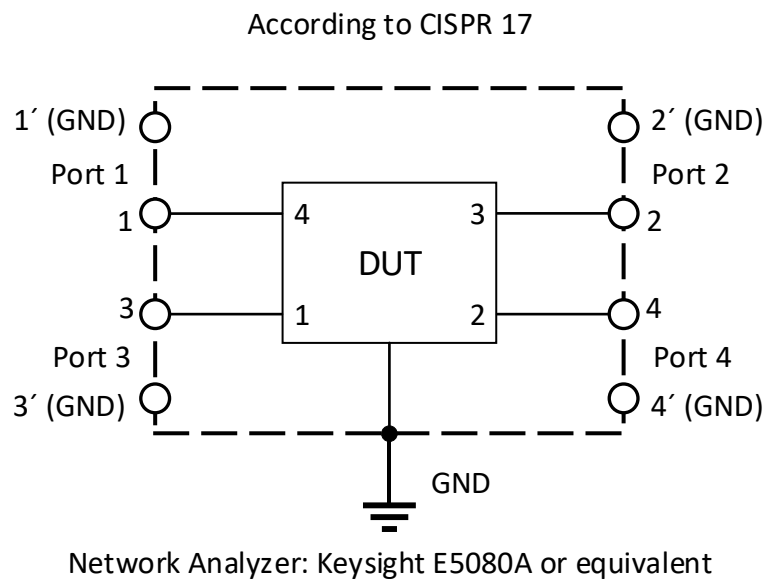 According to CISPR 17
1´ (GND)
2´ (GND)
Port 1
Port 2
1
4
3
2
DUT
3
1
2
4
Port 3
Port 4
3´ (GND)
4´ (GND)
GND
Network Analyzer: Keysight E5080A or equivalent